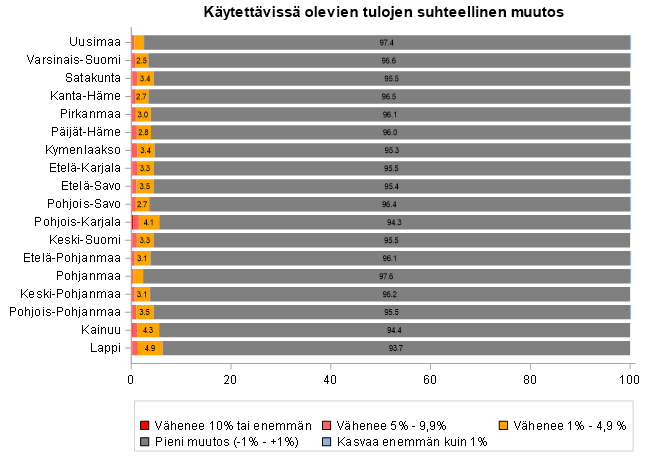 Käytettävissä olevien tulojen suhteellinen muutos
Uusimaa 97.4
Varsinais-Suomi 2.5 96.6
Satakunta 3.4 95.5
Kanta-Häme 2.7 96.5
Pirkanmaa 3.0 96.1
Päijät-Häme 2.8 96.0
Kymenlaakso 3.4 95.3
Etelä-Karjala 3.3 95.5
Etelä-Savo 3.5 95.4
Pohjois-Savo 2.7 96.4
Pohjois-Karjala 4.1 94.3
Keski-Suomi 3.3 95.5
Etelä-Pohjanmaa 3.1 96.1
Pohjanmaa 97.6
Keski-Pohjanmaa 3.1 96.2
Pohjois-Pohjanmaa 3.5 95.5
Kainuu 4.3 94.4
Lappi 4.9 93.7
0 20 40 60 80 100
Vähenee 10% tai enemmän Vähenee 5% - 9,9% Vähenee 1% - 4,9 %
Pieni muutos (-1% - +1%) Kasvaa enemmän kuin 1%